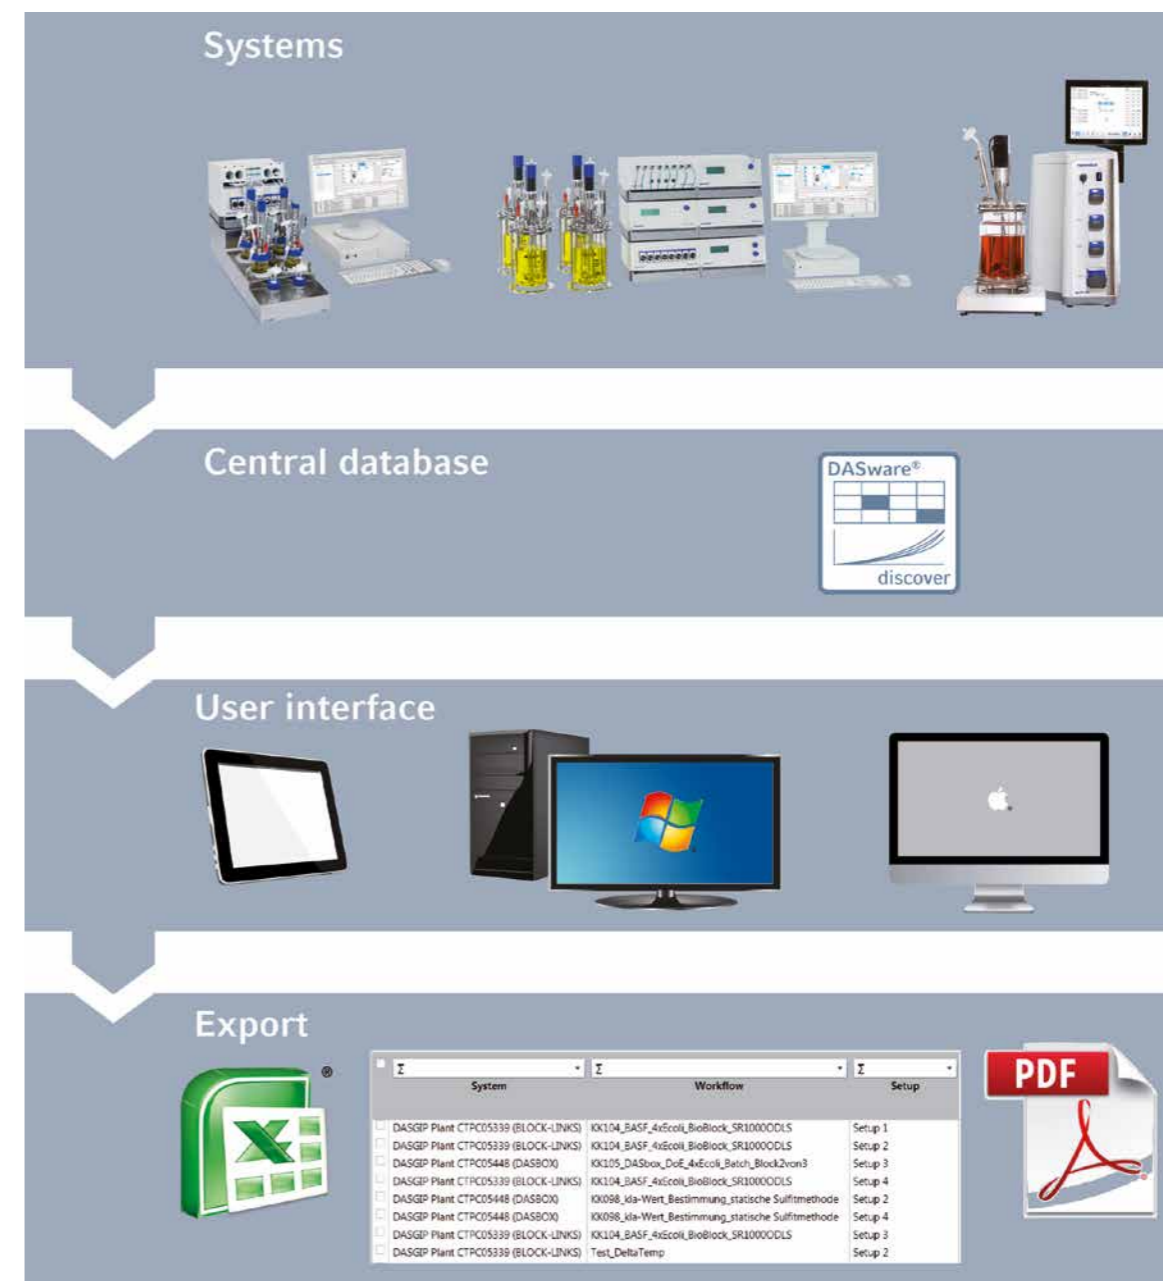 Systems
Central database
DASware®
discover
User interface
Export
®
PDF
Σ Σ Σ
System Workflow Setup
DASGIP Plant CTPC05339 (BLOCK-LINKS) KK104_BASF_4xEcoli_BioBlock_SR1000ODLS Setup 1
DASGIP Plant CTPC05339 (BLOCK-LINKS) KK104_BASF_4xEcoli_BioBlock_SR1000ODLS Setup 2
DASGIP Plant CTPC05448 (DASBOX) KK105_DASbox_DoE_4xEcoli_Batch_Block2von3 Setup 3
DASGIP Plant CTPC05339 (BLOCK-LINKS) KK104_BASF_4xEcoli_BioBlock_SR1000ODLS Setup 4
DASGIP Plant CTPC05448 (DASBOX) KK098_kla-Wert_Bestimmung_statische Sulfitmethode Setup 2
DASGIP Plant CTPC05448 (DASBOX) KK098_kla-Wert_Bestimmung_statische Sulfitmethode Setup 4
DASGIP Plant CTPC05339 (BLOCK-LINKS) KK104_BASF_4xEcoli_BioBlock_SR1000ODLS Setup 3
DASGIP Plant CTPC05339 (BLOCK-LINKS) Test_DeltaTemp Setup 2